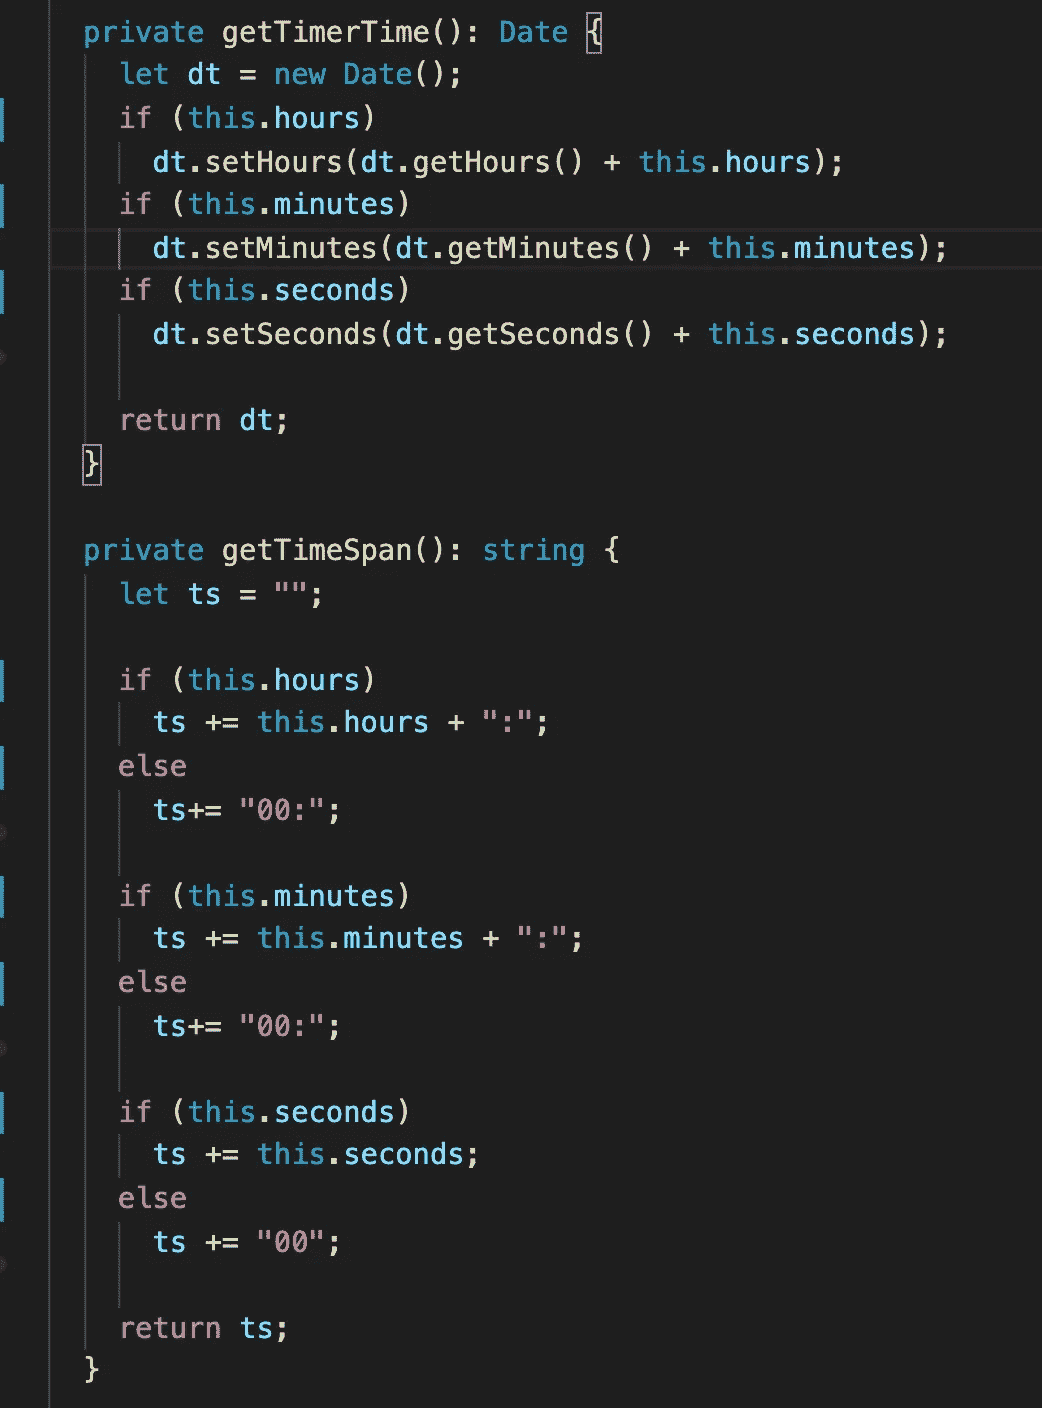 private getTimerTime(): Date {
let dt = new Date();
if (this.hours)
dt.setHours(dt.getHours() + this.hours);
if (this.minutes)
dt.setMinutes(dt.getMinutes() + this.minutes);
if (this.seconds)
dt.setSeconds(dt.getSeconds() + this.seconds);
return dt;
}
private getTimeSpan(): string {
let ts = "";
if (this.hours)
ts += this.hours + ":";
else
ts+= "00:";
if (this.minutes)
ts += this.minutes + ":";
else
ts+= "00:";
if (this.seconds)
ts += this.seconds;
else
ts += "00";
return ts;
}